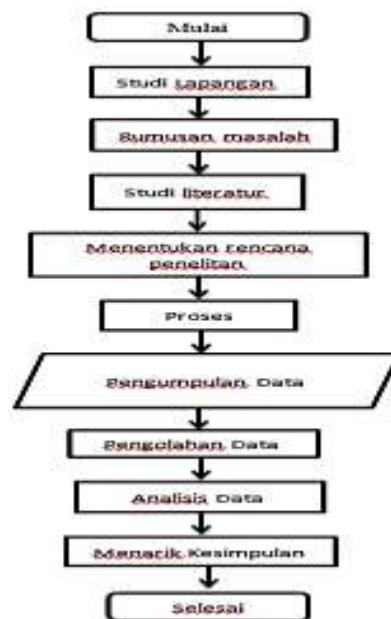 Mulai
Studi Lapangan
Rumusan masalah
Studi literatur
Menentukan rencana
penelitan
Proses
Pengumpulan Data
Pengolahan Data
Analisis Data
Menarik Kesimpulan
Selesai